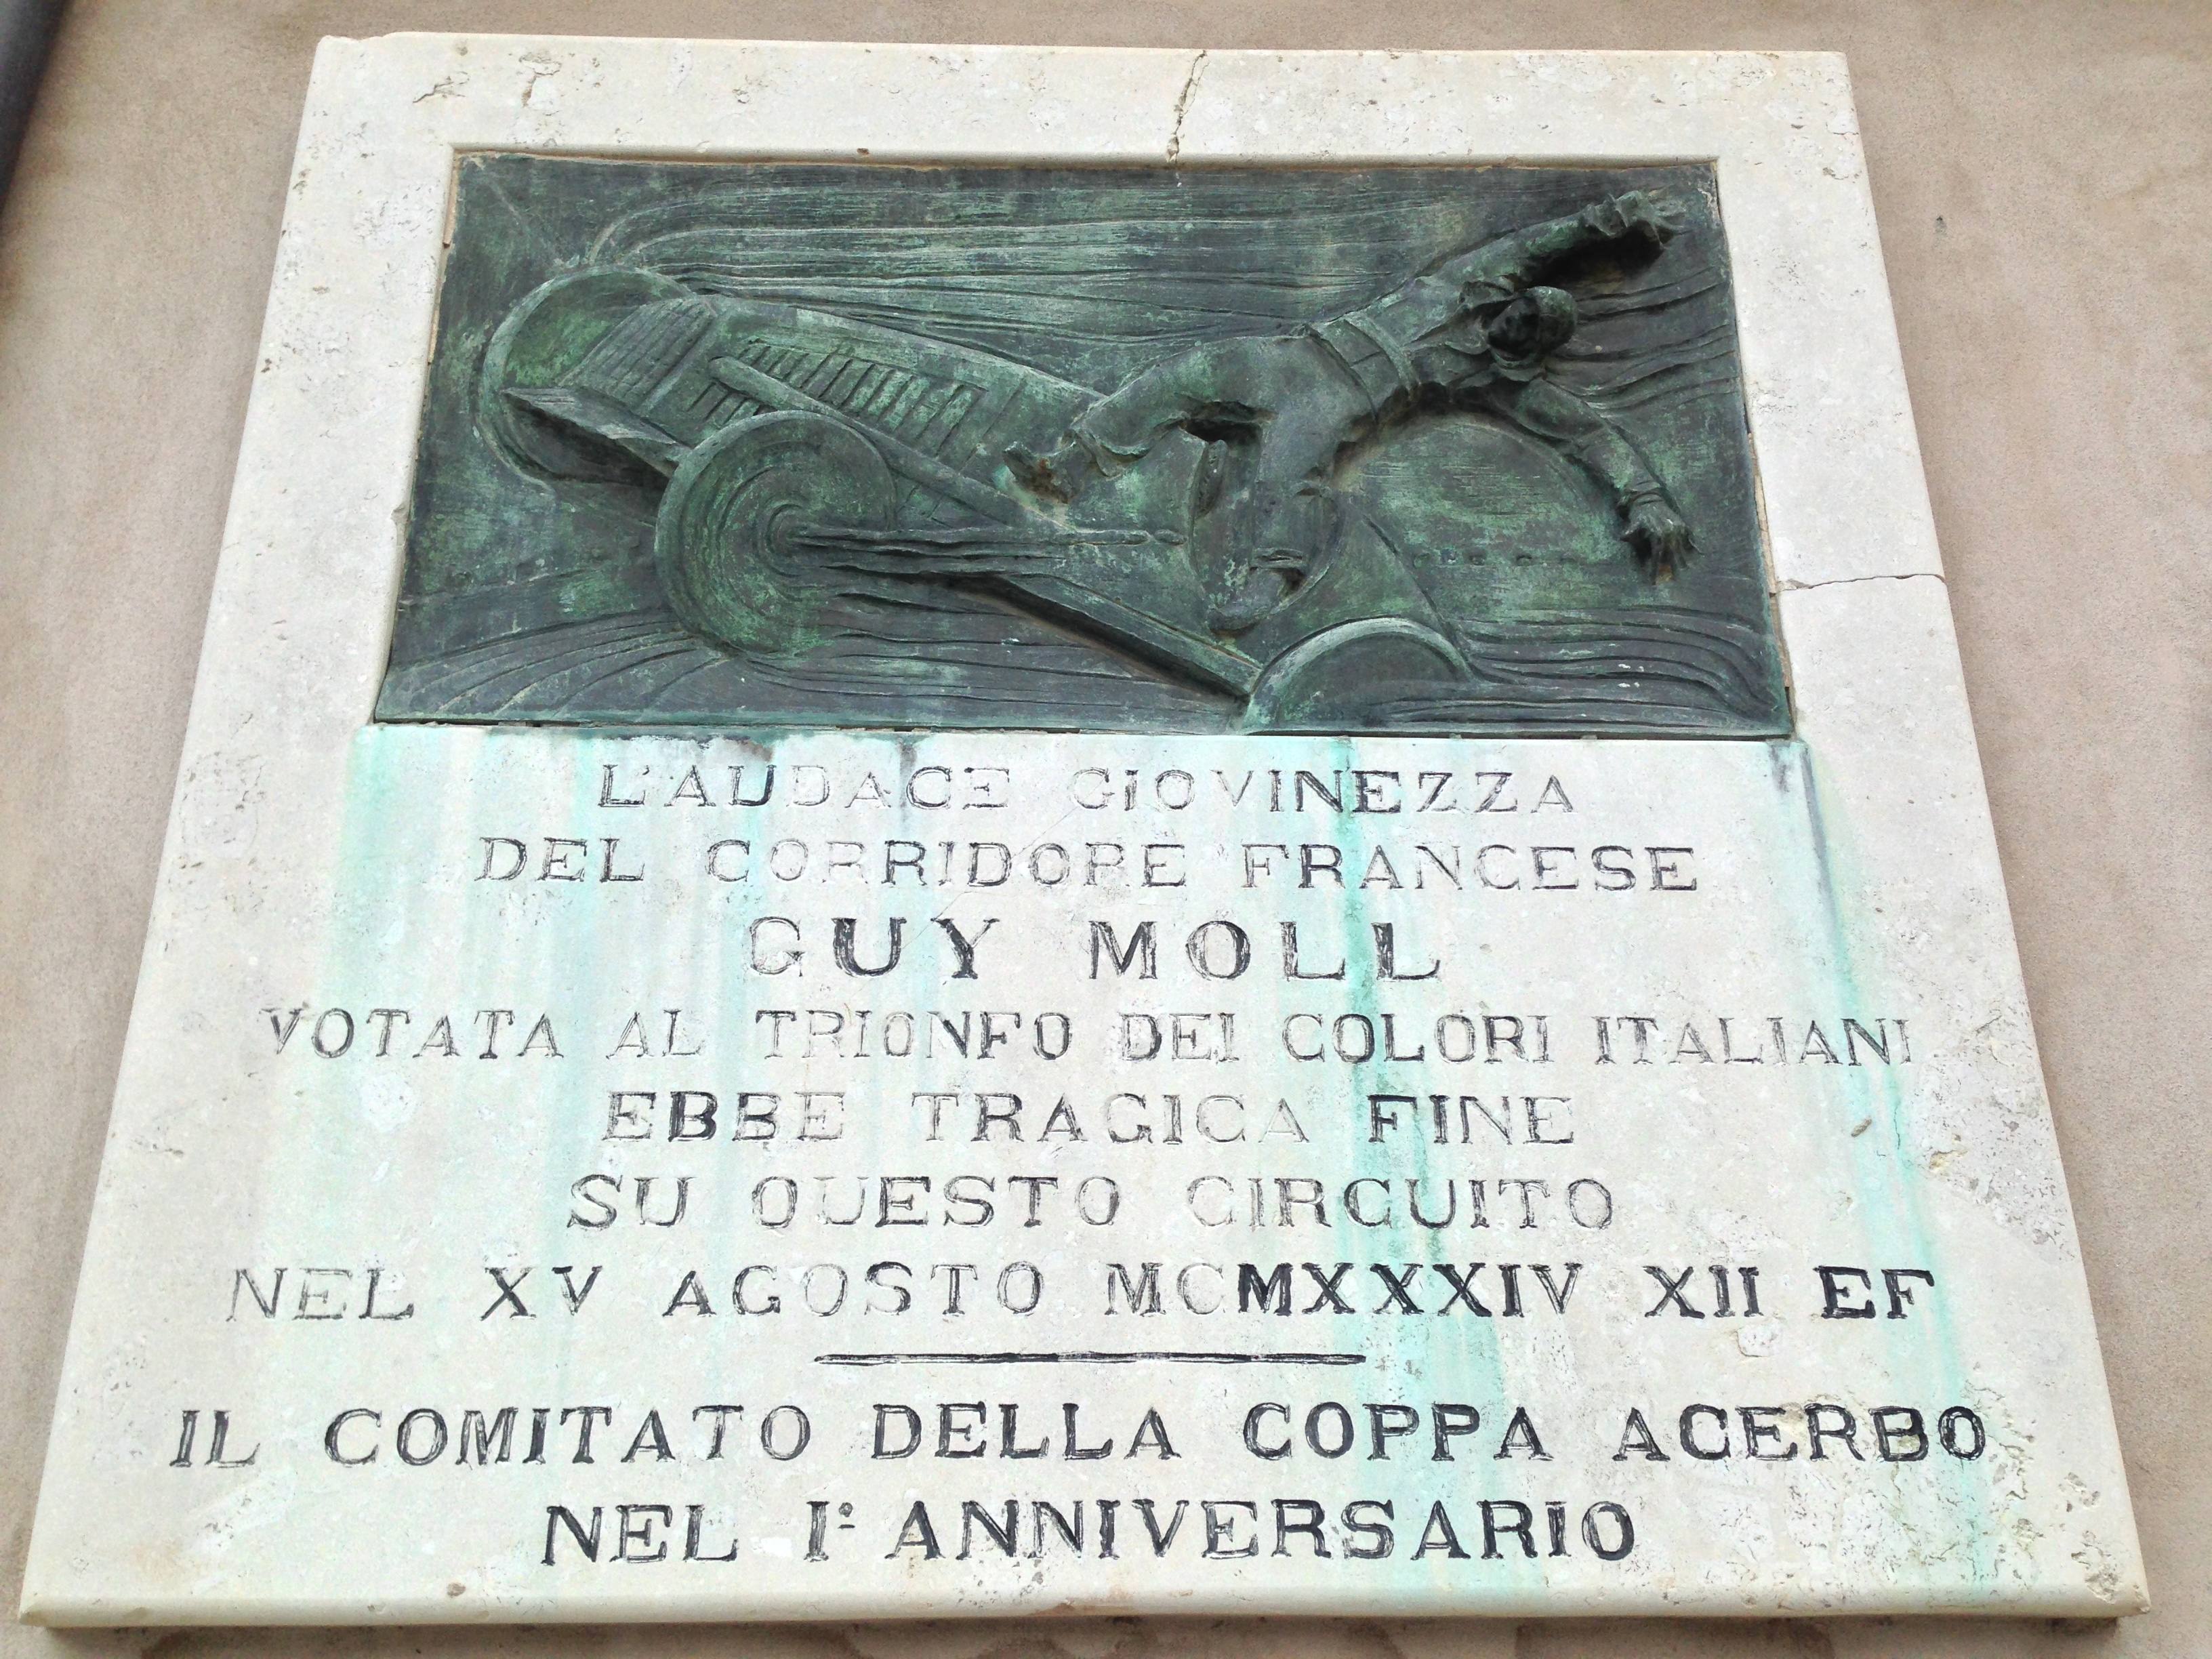 L'AUDACE GIOVINEZZA
DEL CORRIDORE FRANCESE
GUY MOLL
VOTATA AL TRIONFO DEI COLORI ITALIANI
EBBE TRAGICA FINE
SU QUESTO CIRCUITO
NEL XV AGOSTO MCMXXXIV XII EF
IL COMITATO DELLA COPPA ACERBO
NEL I° ANNIVERSARIO